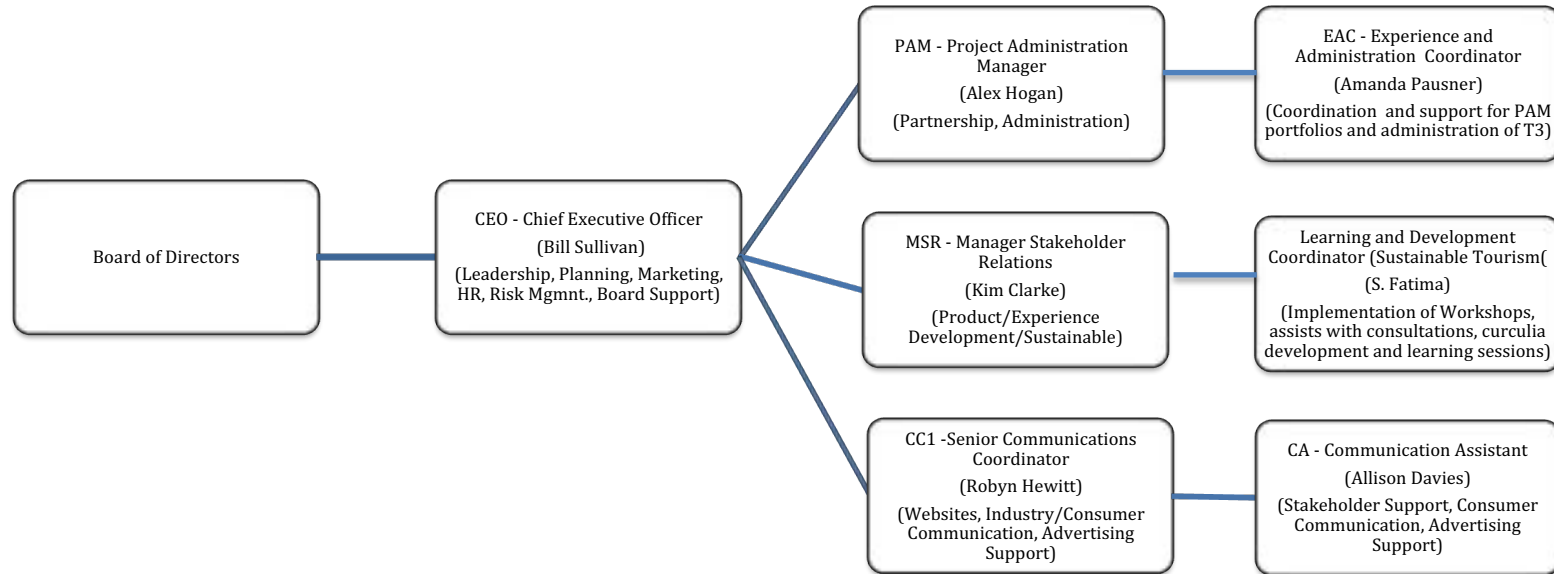 Board of Directors
CEO - Chief Executive Officer
(Bill Sullivan)
(Leadership, Planning, Marketing,
HR, Risk Mgmnt., Board Support)
PAM - Project Administration
Manager
(Alex Hogan)
(Partnership, Administration)
EAC - Experience and
Administration Coordinator
(Amanda Pausner)
(Coordination and support for PAM
portfolios and administration of T3)
MSR - Manager Stakeholder
Relations
(Kim Clarke)
(Product/Experience
Development/Sustainable)
Learning and Development
Coordinator (Sustainable Tourism(
(S. Fatima)
(Implementation of Workshops,
assists with consultations, curculia
development and learning sessions)
CC1 -Senior Communications
Coordinator
(Robyn Hewitt)
(Websites, Industry/Consumer
Communication, Advertising
Support)
CA - Communication Assistant
(Allison Davies)
(Stakeholder Support, Consumer
Communication, Advertising
Support)